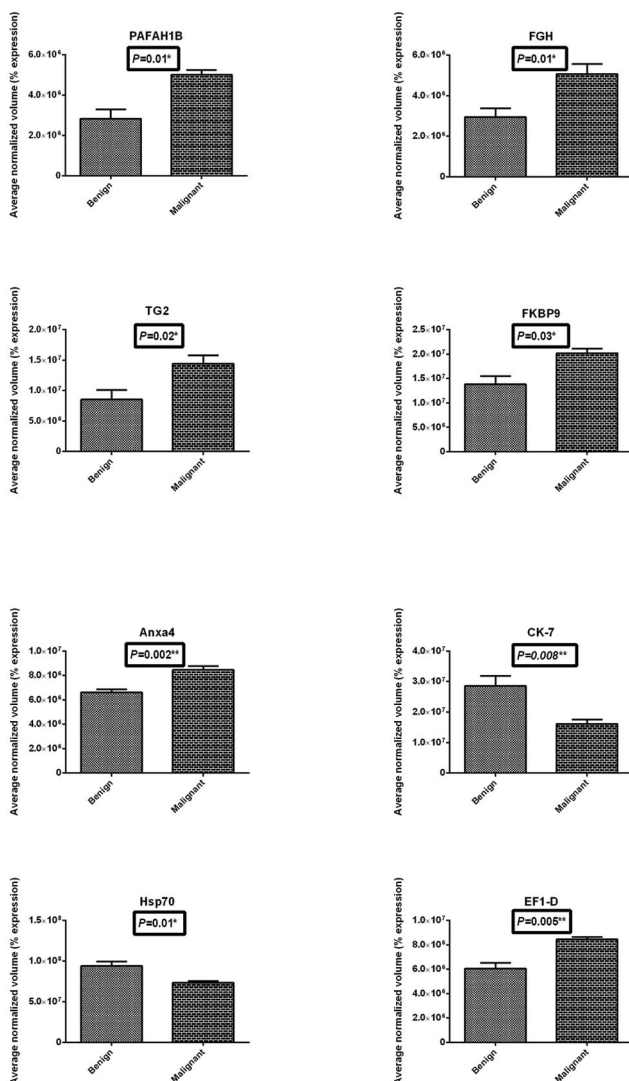 PAFAH1B
P=0.01*
Average normalized volume (% expression)
6.0×10⁶
4.0×10⁶
2.0×10⁶
0
Benign
Malignant
FGH
P=0.01*
Average normalized volume (% expression)
6.0×10⁶
4.0×10⁶
2.0×10⁶
0
Benign
Malignant
TG2
P=0.02*
Average normalized volume (% expression)
2.0×10⁷
1.5×10⁷
1.0×10⁷
5.0×10⁶
0
Benign
Malignant
FKBP9
P=0.03*
Average normalized volume (% expression)
2.5×10⁷
2.0×10⁷
1.5×10⁷
1.0×10⁷
5.0×10⁶
0
Benign
Malignant
Anxa4
P=0.002**
Average normalized volume (% expression)
1.0×10⁷
8.0×10⁶
6.0×10⁶
4.0×10⁶
2.0×10⁶
0
Benign
Malignant
CK-7
P=0.008**
Average normalized volume (% expression)
4.0×10⁷
3.0×10⁷
2.0×10⁷
1.0×10⁷
0
Benign
Malignant
Hsp70
P=0.01*
Average normalized volume (% expression)
1.5×10⁸
1.0×10⁸
5.0×10⁷
0
Benign
Malignant
EF1-D
P=0.005**
Average normalized volume (% expression)
1.0×10⁷
8.0×10⁶
6.0×10⁶
4.0×10⁶
2.0×10⁶
0
Benign
Malignant